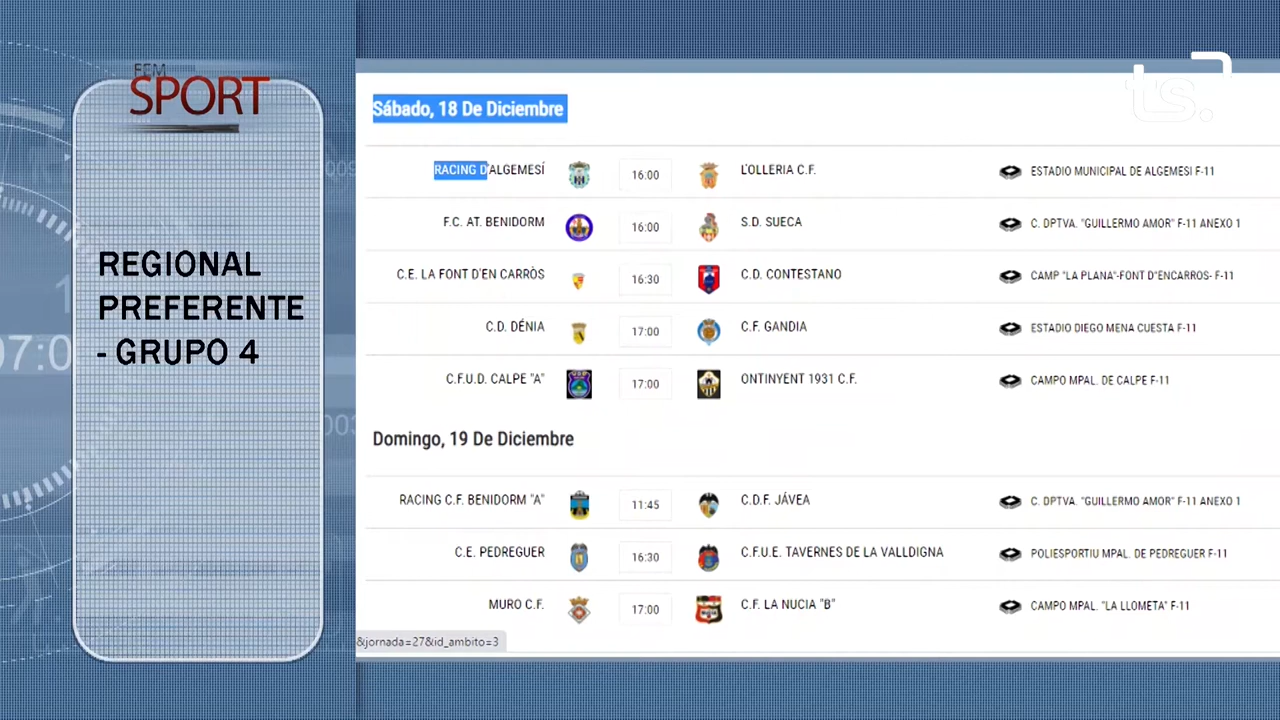 FEM
SPORT
REGIONAL
PREFERENTE
- GRUPO 4
ts.
Sábado, 18 De Diciembre
RACING D'ALGEMESÍ 16:00 L'OLLERIA C.F. ESTADIO MUNICIPAL DE ALGEMESI F-11
F.C. AT. BENIDORM 16:00 S.D. SUECA C. DPTVA. "GUILLERMO AMOR" F-11 ANEXO 1
C.E. LA FONT D'EN CARRÒS 16:30 C.D. CONTESTANO CAMP "LA PLANA"-FONT D"ENCARROS- F-11
C.D. DÉNIA 17:00 C.F. GANDIA ESTADIO DIEGO MENA CUESTA F-11
C.F.U.D. CALPE "A" 17:00 ONTINYENT 1931 C.F. CAMPO MPAL. DE CALPE F-11
Domingo, 19 De Diciembre
RACING C.F. BENIDORM "A" 11:45 C.D.F. JÁVEA C. DPTVA. "GUILLERMO AMOR" F-11 ANEXO 1
C.E. PEDREGUER 16:30 C.F.U.E. TAVERNES DE LA VALLDIGNA POLIESPORTIU MPAL. DE PEDREGUER F-11
MURO C.F. 17:00 C.F. LA NUCIA "B" CAMPO MPAL. "LA LLOMETA" F-11
&jornada=27&id_ambito=3